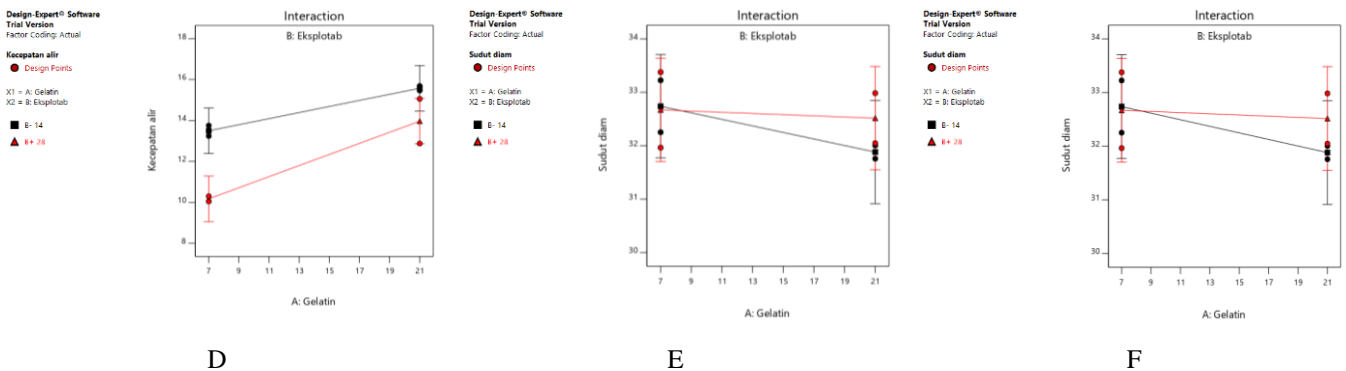 Design-Expert® Software
Trial Version
Factor Coding: Actual
Kecepatan alir
Design Points
X1 = A: Gelatin
X2 = B: Eksplotab
B- 14
B+ 28
Interaction
B: Eksplotab
Kecepatan alir
18
16
14
12
10
8
7 9 11 13 15 17 19 21
A: Gelatin
D
Design-Expert® Software
Trial Version
Factor Coding: Actual
Sudut diam
Design Points
X1 = A: Gelatin
X2 = B: Eksplotab
B- 14
B+ 28
Interaction
B: Eksplotab
Sudut diam
34
33
32
31
30
7 9 11 13 15 17 19 21
A: Gelatin
E
Design-Expert® Software
Trial Version
Factor Coding: Actual
Sudut diam
Design Points
X1 = A: Gelatin
X2 = B: Eksplotab
B- 14
B+ 28
Interaction
B: Eksplotab
Sudut diam
34
33
32
31
30
7 9 11 13 15 17 19 21
A: Gelatin
F